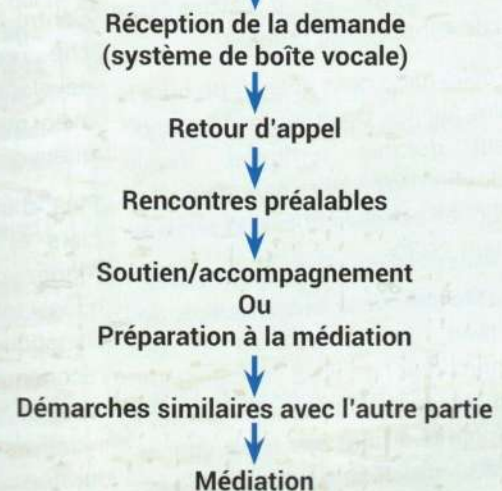 Réception de la demande
(système de boîte vocale)
Retour d'appel
Rencontres préalables
Soutien/accompagnement
Ou
Préparation à la médiation
Démarches similaires avec l'autre partie
Médiation